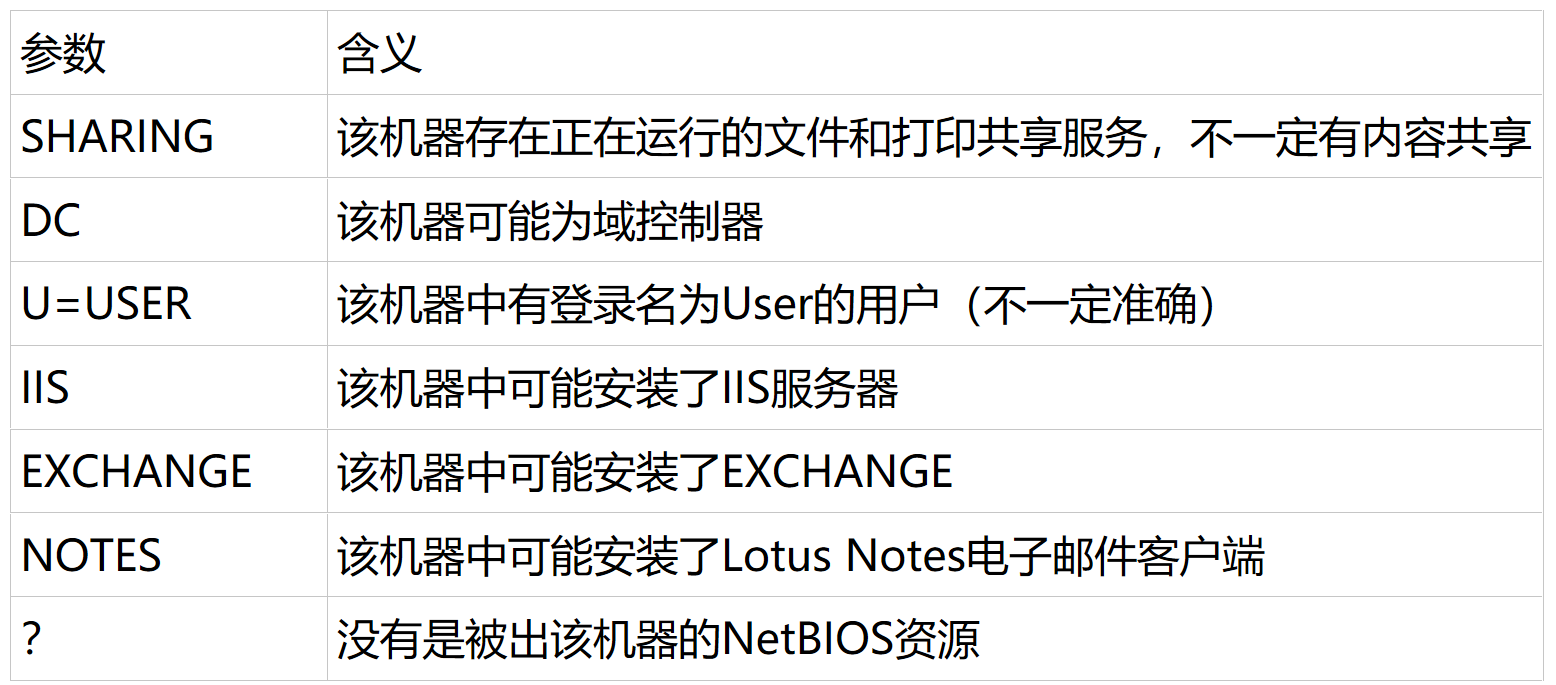 参数 含义
SHARING 该机器存在正在运行的文件和打印共享服务，不一定有内容共享
DC 该机器可能为域控制器
U=USER 该机器中有登录名为User的用户（不一定准确）
IIS 该机器中可能安装了IIS服务器
EXCHANGE 该机器中可能安装了EXCHANGE
NOTES 该机器中可能安装了Lotus Notes电子邮件客户端
？ 没有是被出该机器的NetBIOS资源